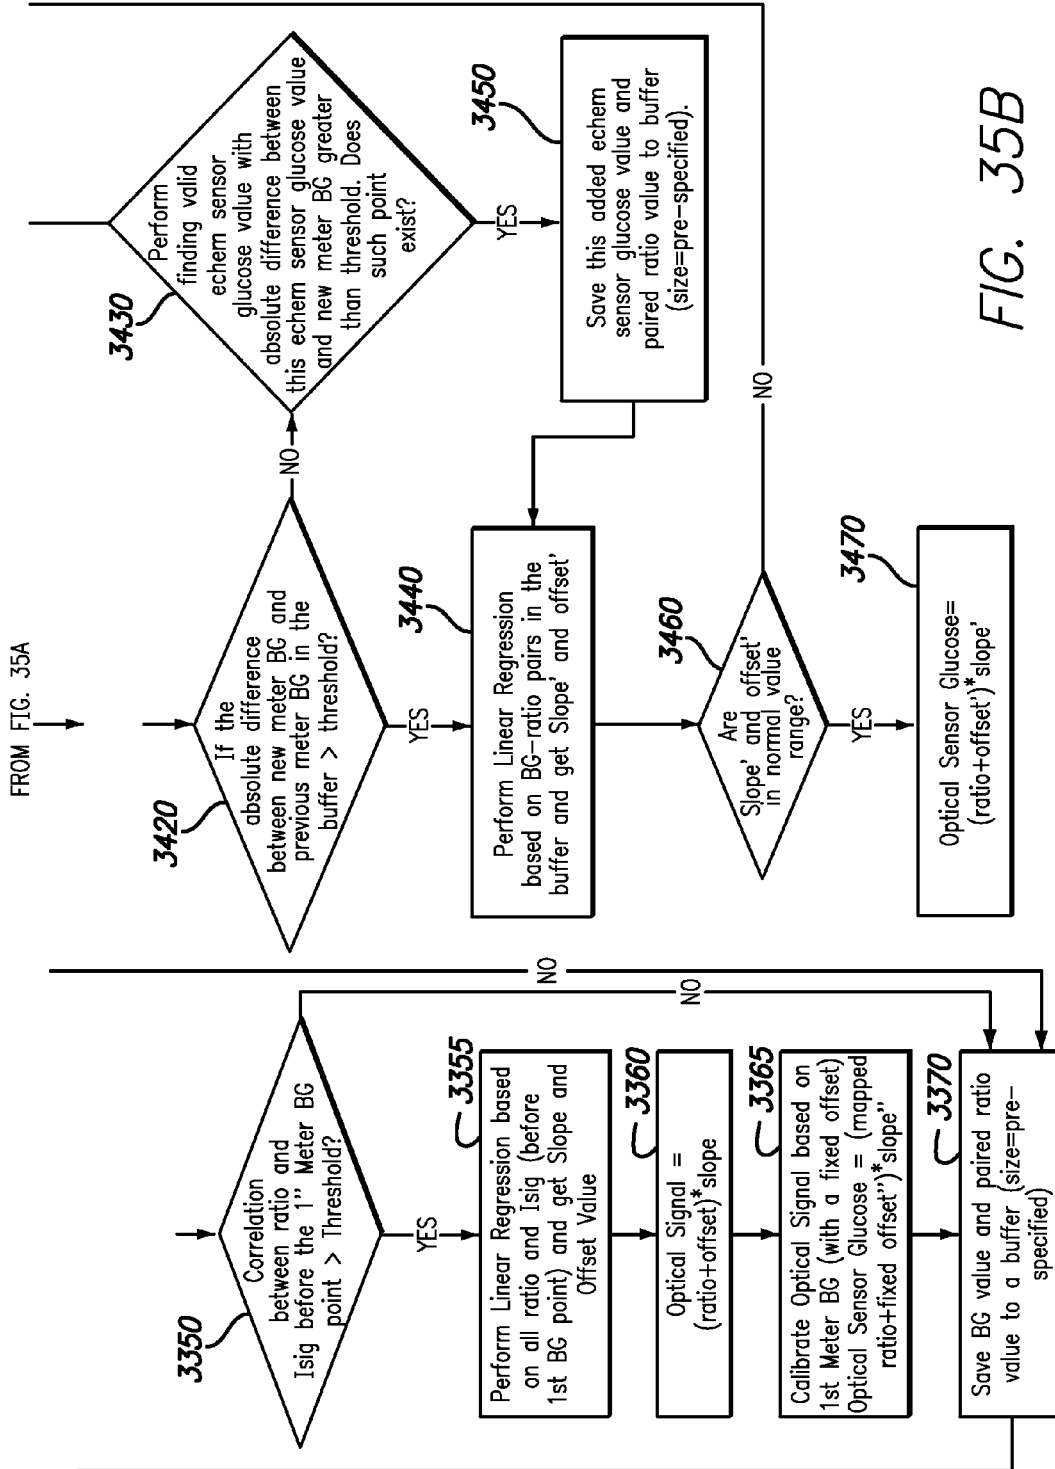 FROM FIG. 35A
3350
Correlation
between ratio and
Isig before the 1" Meter BG
point > Threshold?
YES
NO
NO
3355
Perform Linear Regression based
on all ratio and Isig (before
1st BG point) and get Slope and
Offset Value
3360
Optical Signal =
(ratio+offset)*slope
3365
Calibrate Optical Signal based on
1st Meter BG (with a fixed offset)
Optical Sensor Glucose = (mapped
ratio+fixed offset")*slope"
3370
Save BG value and paired ratio
value to a buffer (size=pre-
specified)
3420
If the
absolute difference
between new meter BG and
previous meter BG in the
buffer > threshold?
YES
NO
3430
Perform
finding valid
echem sensor
glucose value with
absolute difference between
this echem sensor glucose value
and new meter BG greater
than threshold. Does
such point
exist?
YES
3440
Perform Linear Regression
based on BG-ratio pairs in the
buffer and get Slope' and offset'
3450
Save this added echem
sensor glucose value and
paired ratio value to buffer
(size=pre-specified).
3460
Are
Slope' and offset'
in normal value
range?
YES
NO
3470
Optical Sensor Glucose=
(ratio+offset')*slope'
FIG. 35B